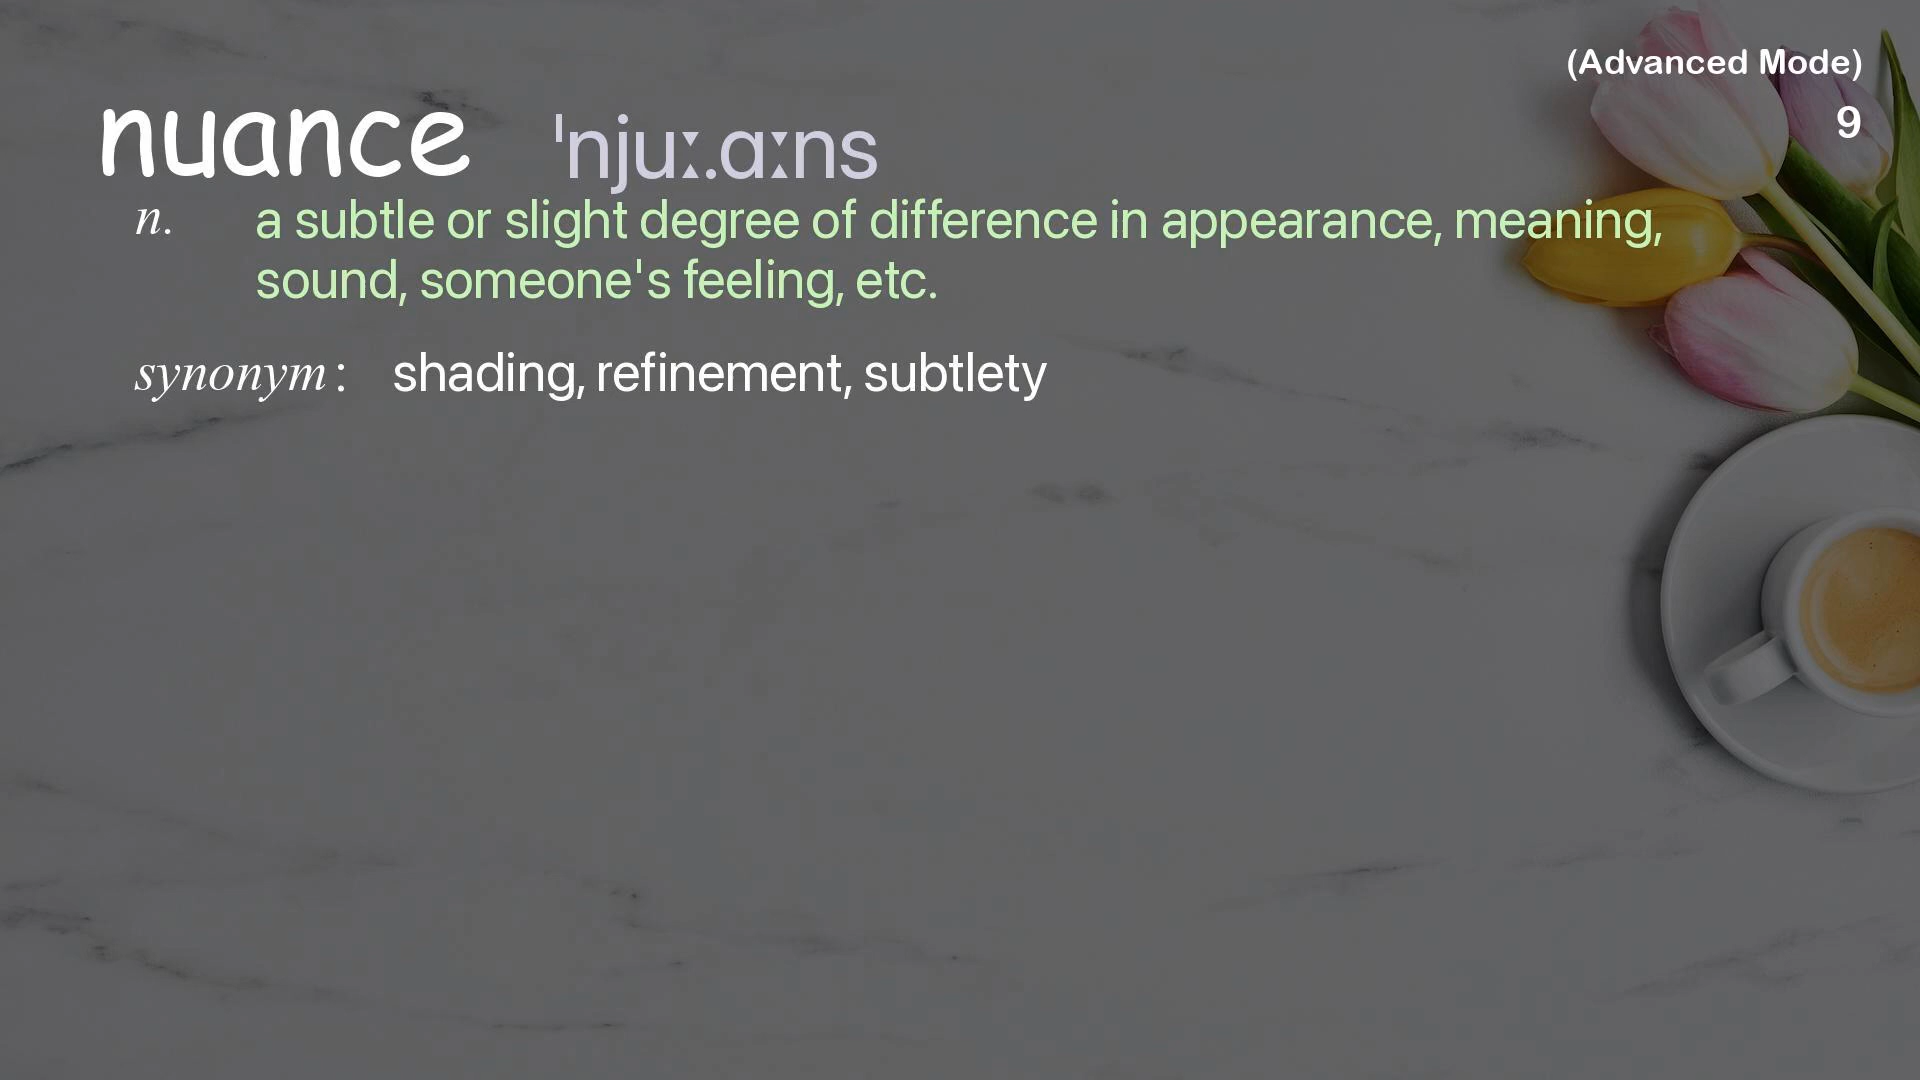 (Advanced Mode)
9
nuance ˈnjuː.ɑːns
n. a subtle or slight degree of difference in appearance, meaning,
sound, someone's feeling, etc.
synonym: shading, refinement, subtlety